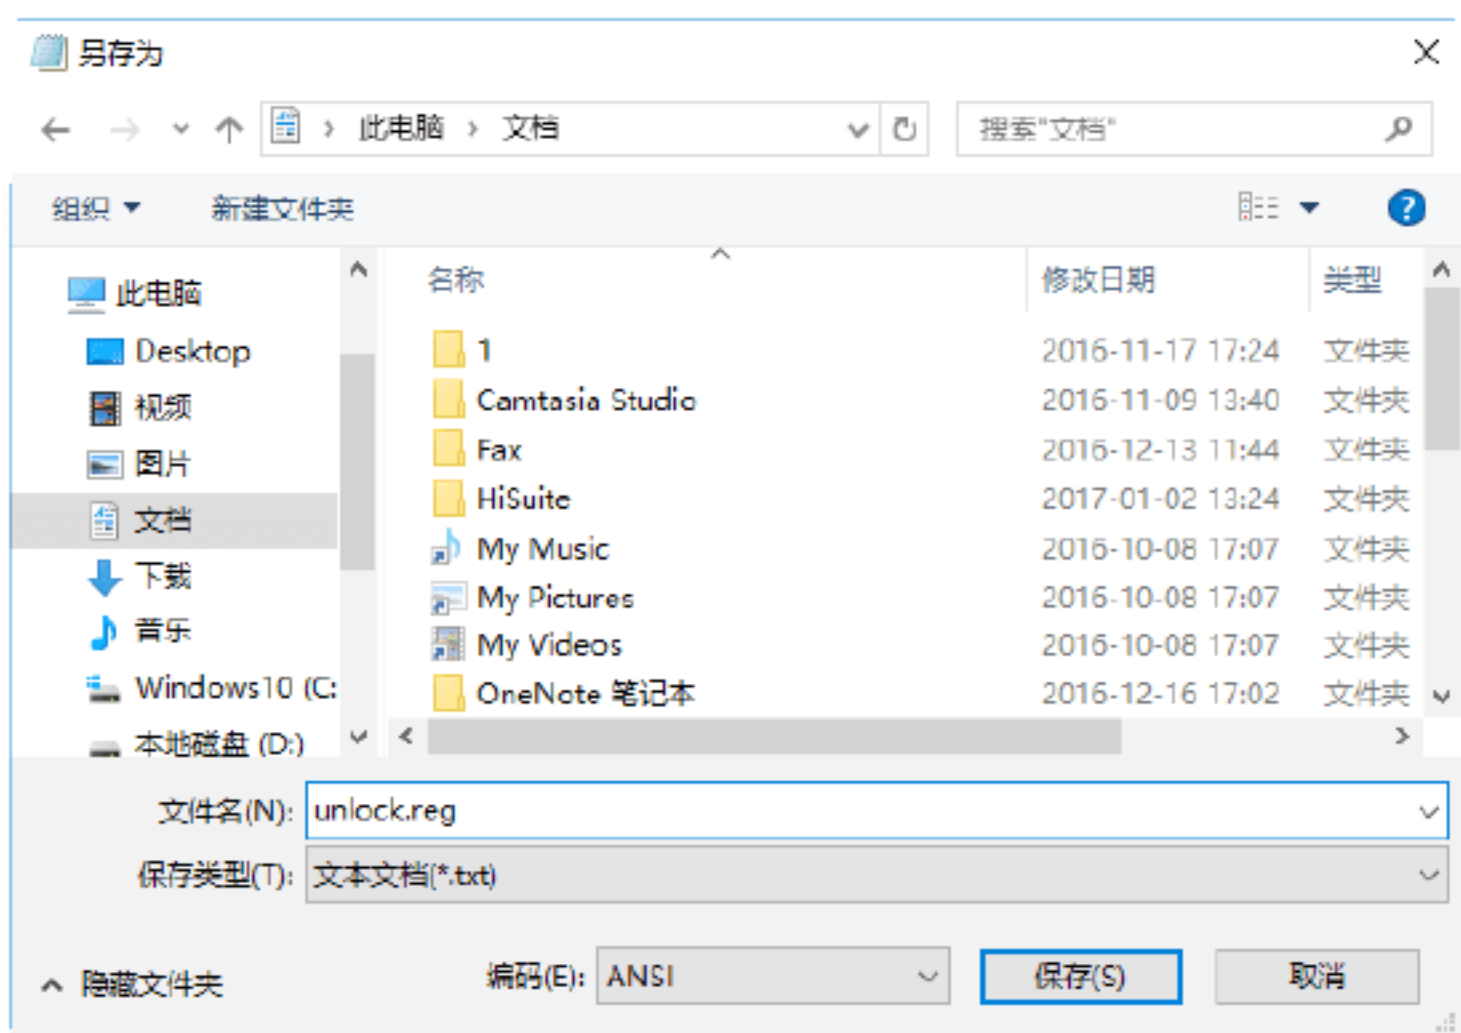 另存为
此电脑 › 文档
搜索"文档"
组织
新建文件夹
此电脑
Desktop
视频
图片
文档
下载
音乐
Windows10 (C:
本地磁盘 (D:)
名称 修改日期 类型
1 2016-11-17 17:24 文件夹
Camtasia Studio 2016-11-09 13:40 文件夹
Fax 2016-12-13 11:44 文件夹
HiSuite 2017-01-02 13:24 文件夹
My Music 2016-10-08 17:07 文件夹
My Pictures 2016-10-08 17:07 文件夹
My Videos 2016-10-08 17:07 文件夹
OneNote 笔记本 2016-12-16 17:02 文件夹
文件名(N): unlock.reg
保存类型(T): 文本文档(*.txt)
隐藏文件夹
编码(E): ANSI
保存(S)
取消